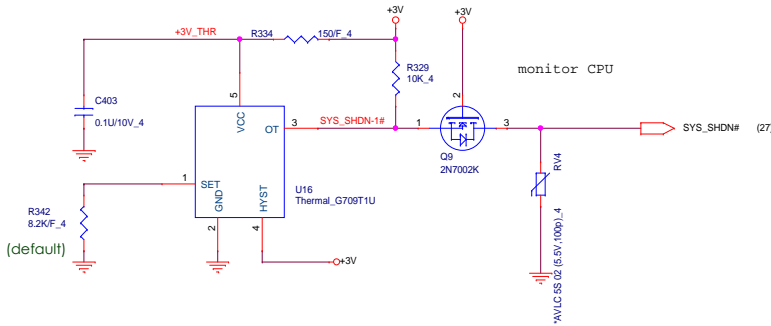 +3V
+3V
+3V_THR
R334
150/F_4
R329
10K_4
monitor CPU
C403
0.1U/10V_4
5
VCC
OT
3
SYS_SHDN-1#
1
2
3
SYS_SHDN#
(27)
Q9
2N7002K
RV4
1
SET
GND
HYST
U16
Thermal_G709T1U
R342
8.2K/F_4
(default)
2
4
+3V
*AVLC 5S 02 (5.5V,100p)_4